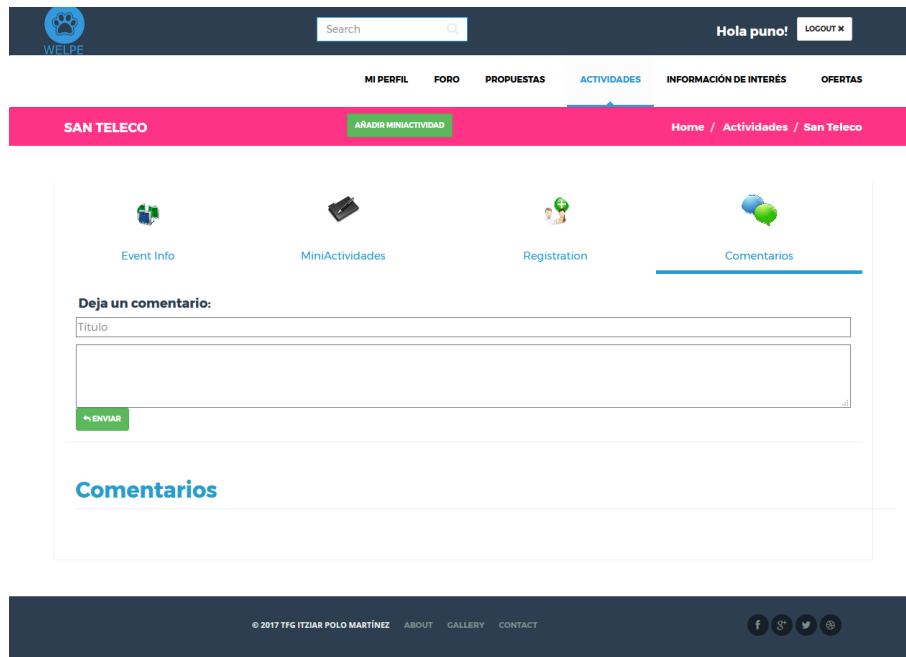 WELPE
Search
Hola puno!
LOGOUT ✖
MI PERFIL FORO PROPUESTAS ACTIVIDADES INFORMACIÓN DE INTERÉS OFERTAS
SAN TELECO
AÑADIR MINIACTIVIDAD
Home / Actividades / San Teleco
Event Info MiniActividades Registration Comentarios
Deja un comentario:
Título
ENVIAR
Comentarios
© 2017 TFG ITZIAR POLO MARTÍNEZ ABOUT GALLERY CONTACT